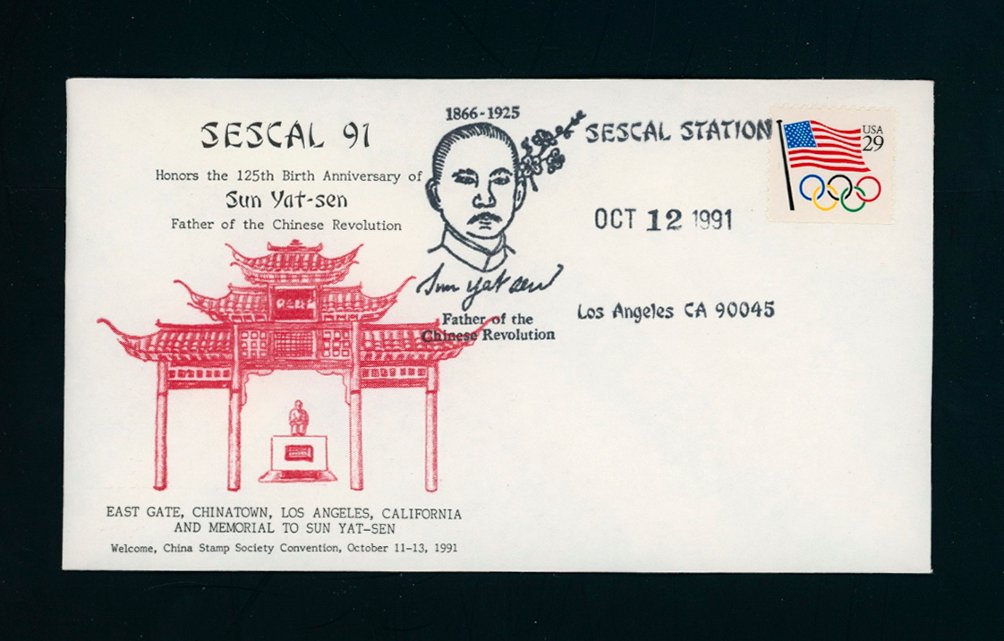 SESCAL 91
Honors the 125th Birth Anniversary of
Sun Yat-sen
Father of the Chinese Revolution
EAST GATE, CHINATOWN, LOS ANGELES, CALIFORNIA
AND MEMORIAL TO SUN YAT-SEN
Welcome, China Stamp Society Convention, October 11-13, 1991
1866-1925
Sun Yat sen
Father of the
Chinese Revolution
SESCAL STATION
OCT 12 1991
Los Angeles CA 90045
USA
29